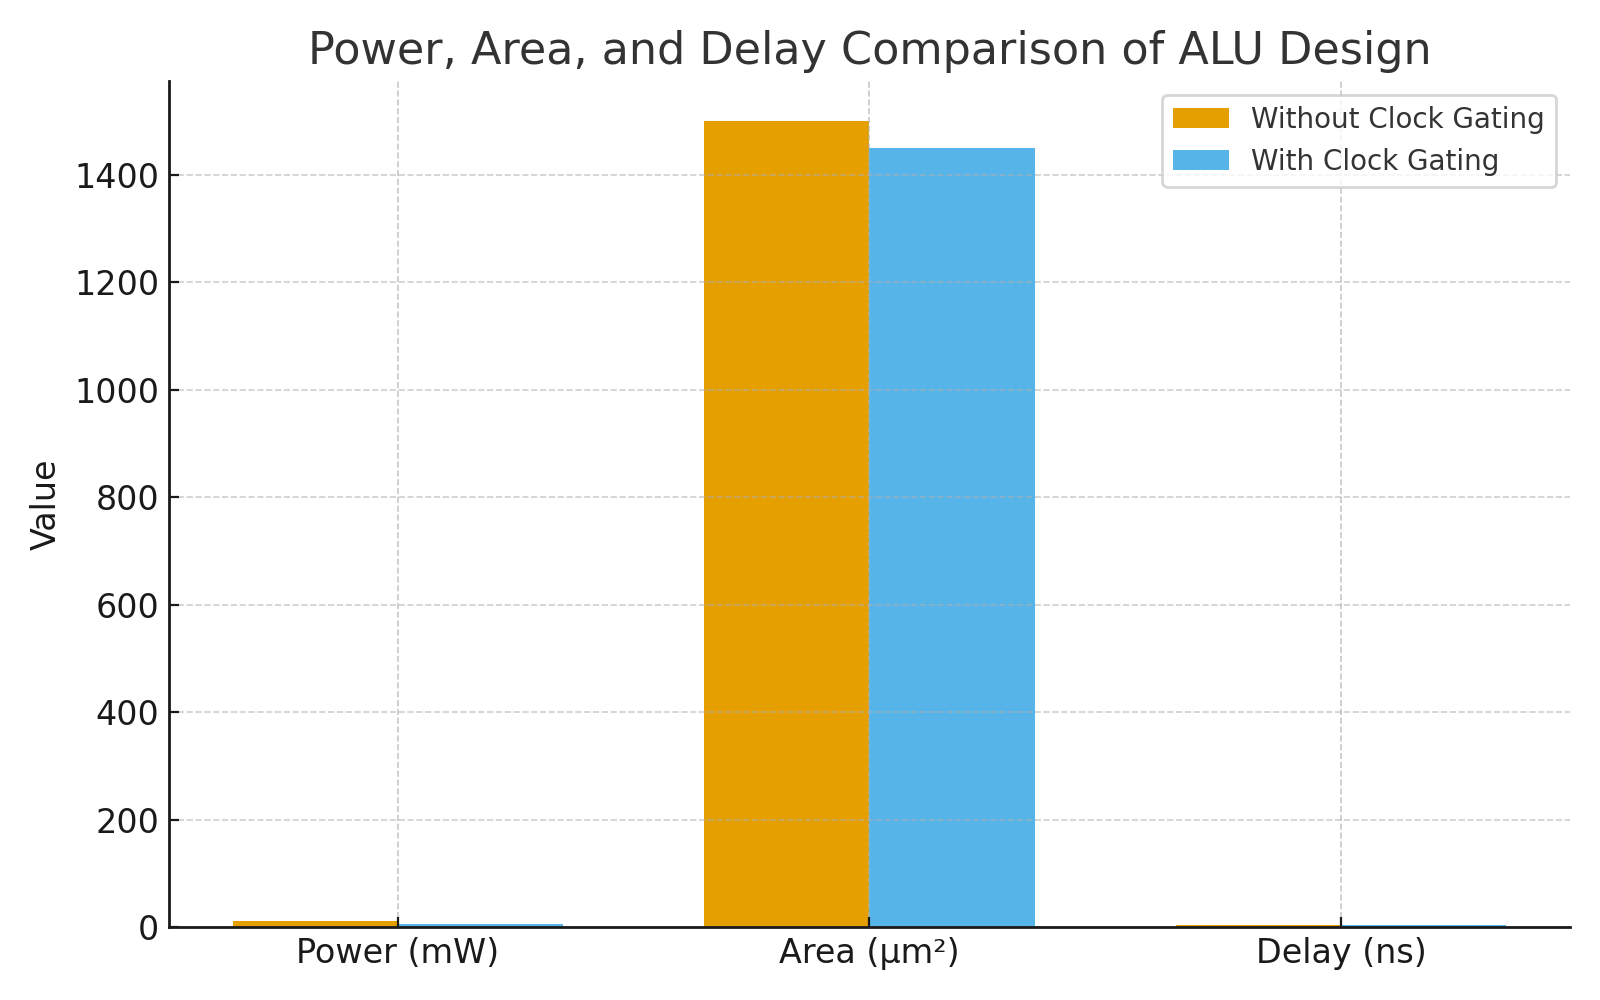 Power, Area, and Delay Comparison of ALU Design
Without Clock Gating
With Clock Gating
Value
1400
1200
1000
800
600
400
200
0
Power (mW)
Area (µm²)
Delay (ns)